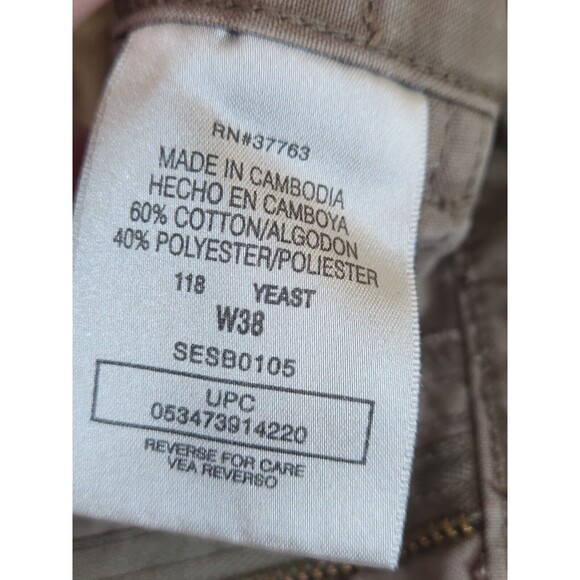 RN#37763
MADE IN CAMBODIA
HECHO EN CAMBOYA
60% COTTON/ALGODON
40% POLYESTER/POLIESTER
118 YEAST
W38
SESB0105
UPC
053473914220
REVERSE FOR CARE
VEA REVERSO